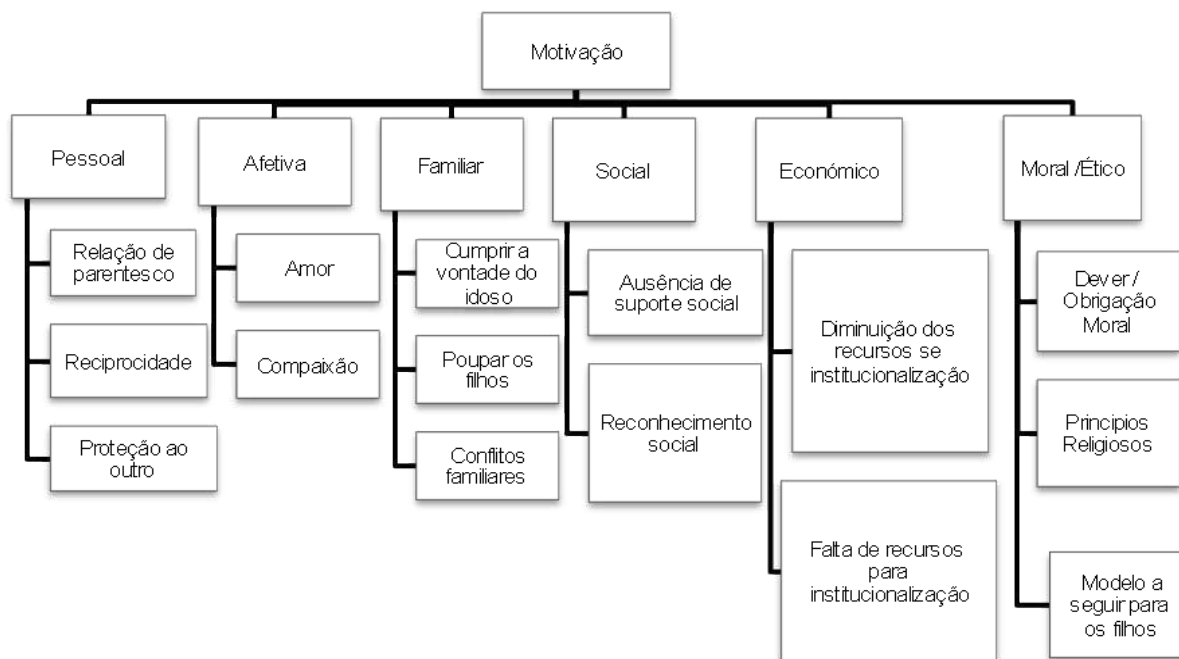 Motivação
Pessoal
Afetiva
Familiar
Social
Económico
Moral /Ético
Relação de
parentesco
Reciprocidade
Proteção ao
outro
Amor
Compaixão
Cumprir a
vontade do
idoso
Poupar os
filhos
Conflitos
familiares
Ausência de
suporte social
Reconhecimento
social
Diminuição dos
recursos se
institucionalização
Falta de recursos
para
institucionalização
Dever /
Obrigação
Moral
Princípios
Religiosos
Modelo a
seguir para
os filhos